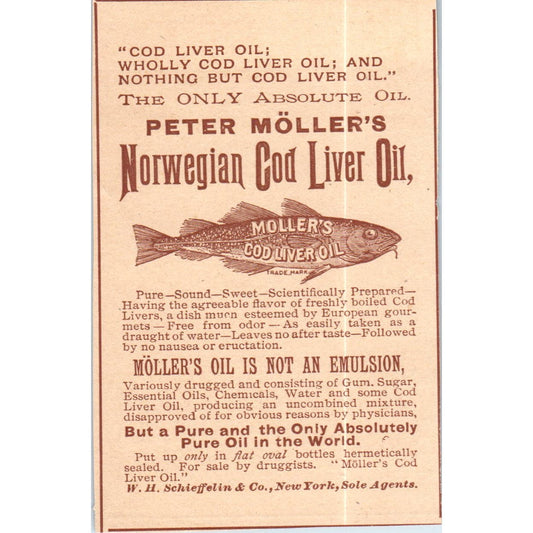 "COD LIVER OIL;
WHOLLY COD LIVER OIL; AND
NOTHING BUT COD LIVER OIL."
THE ONLY ABSOLUTE OIL.
PETER MÖLLER'S
Norwegian Cod Liver Oil,
MOLLER'S
COD LIVER OIL
TRADE MARK
Pure—Sound—Sweet—Scientifically Prepared—
Having the agreeable flavor of freshly boiled Cod
Livers, a dish much esteemed by European gour-
mets—Free from odor—As easily taken as a
draught of water—Leaves no after taste—Followed
by no nausea or eructation.
MÖLLER'S OIL IS NOT AN EMULSION,
Variously drugged and consisting of Gum. Sugar,
Essential Oils, Chemicals, Water and some Cod
Liver Oil, producing an uncombined mixture,
disapproved of for obvious reasons by physicians,
But a Pure and the Only Absolutely
Pure Oil in the World.
Put up only in flat oval bottles hermetically
sealed. For sale by druggists. "Möller's Cod
Liver Oil."
W. H. Schieffelin & Co., New York, Sole Agents.